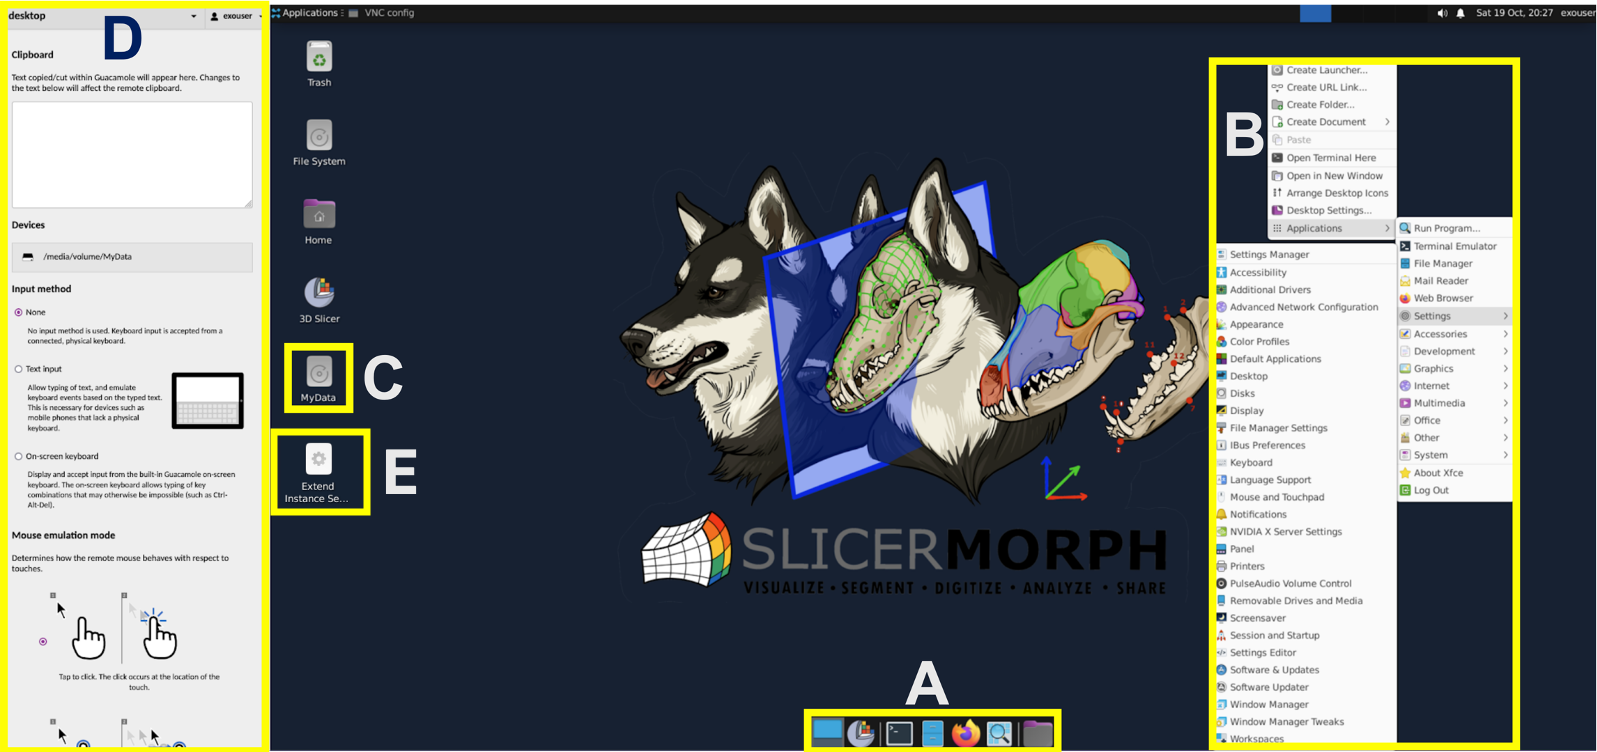 desktop
exouser
D
Clipboard
Text copied/cut within Guacamole will appear here. Changes to
the text below will affect the remote clipboard.
Devices
/media/volume/MyData
Input method
None
No input method is used. Keyboard input is accepted from a
connected, physical keyboard.
Text input
Allow typing of text, and emulate
keyboard events based on the typed text.
This is necessary for devices such as
mobile phones that lack a physical
keyboard.
On-screen keyboard
Display and accept input from the built-in Guacamole on-screen
keyboard. The on-screen keyboard allows typing of key
combinations that may otherwise be impossible (such as Ctrl-
Alt-Del).
Mouse emulation mode
Determines how the remote mouse behaves with respect to
touches.
Tap to click. The click occurs at the location of the
touch.
Applications
VNC config
Sat 19 Oct, 20:27 exouser
Trash
File System
Home
3D Slicer
MyData
C
Extend
Instance Se...
E
SLICERMORPH
VISUALIZE • SEGMENT • DIGITIZE • ANALYZE • SHARE
1
2
11
12
7
A
B
Create Launcher...
Create URL Link...
Create Folder...
Create Document
Paste
Open Terminal Here
Open in New Window
Arrange Desktop Icons
Desktop Settings...
Applications
Run Program...
Terminal Emulator
File Manager
Mail Reader
Web Browser
Settings
Accessories
Development
Graphics
Internet
Multimedia
Office
Other
System
About Xfce
Log Out
Settings Manager
Accessibility
Additional Drivers
Advanced Network Configuration
Appearance
Color Profiles
Default Applications
Desktop
Disks
Display
File Manager Settings
IBus Preferences
Keyboard
Language Support
Mouse and Touchpad
Notifications
NVIDIA X Server Settings
Panel
Printers
PulseAudio Volume Control
Removable Drives and Media
Screensaver
Session and Startup
Settings Editor
Software & Updates
Software Updater
Window Manager
Window Manager Tweaks
Workspaces